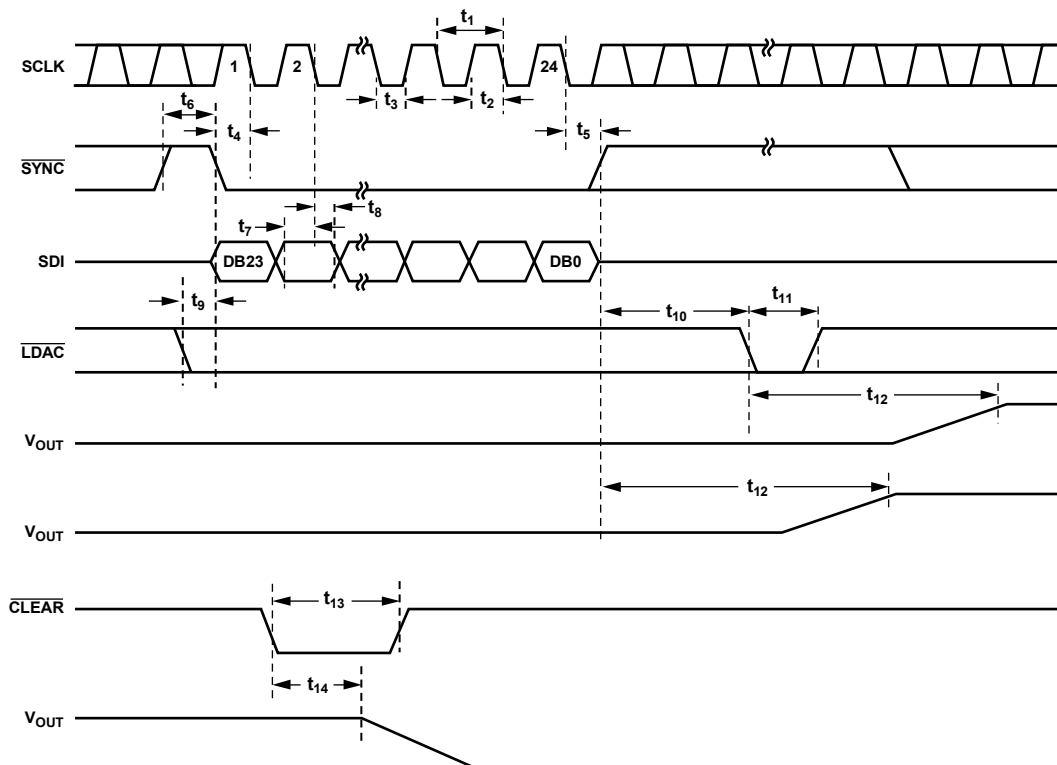 t1
SCLK 1 2 24
t3 t2
t6
t4 t5
SYNC
t8
t7
SDI DB23 DB0
t9 t10 t11
LDAC
t12
VOUT
t12
VOUT
CLEAR t13
t14
VOUT